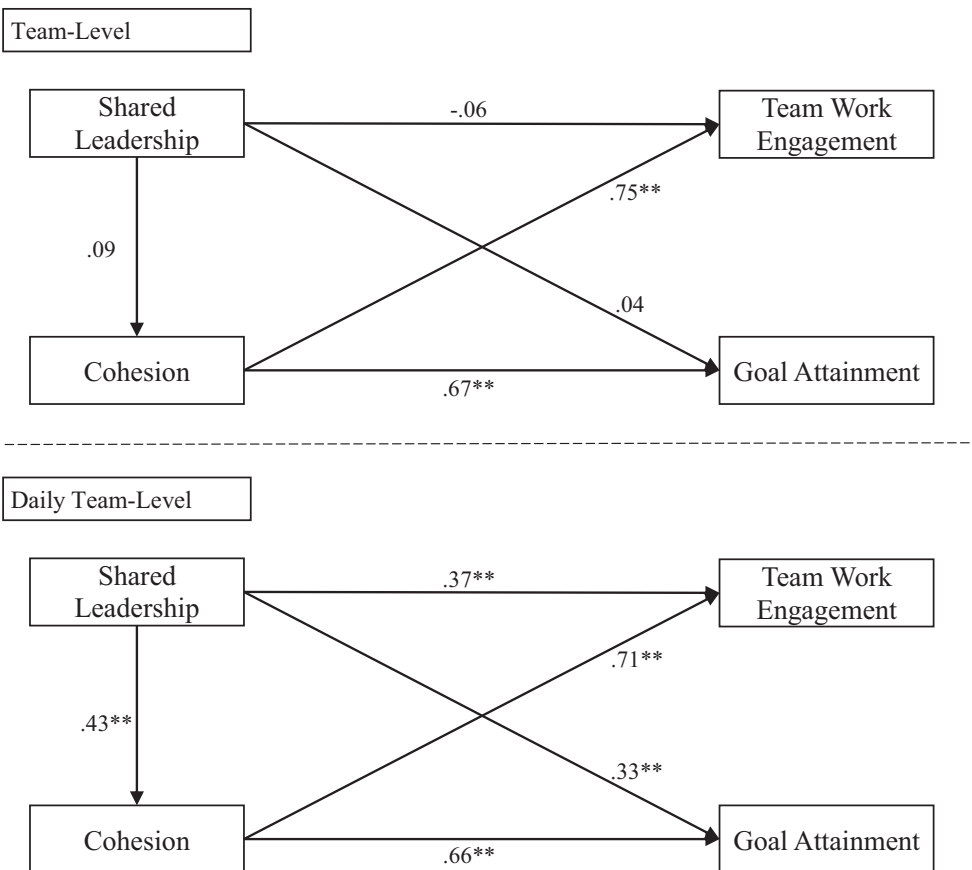 Team-Level
Shared
Leadership
-.06
Team Work
Engagement
.75**
.09
.04
Cohesion
.67**
Goal Attainment
Daily Team-Level
Shared
Leadership
.37**
Team Work
Engagement
.71**
.43**
.33**
Cohesion
.66**
Goal Attainment